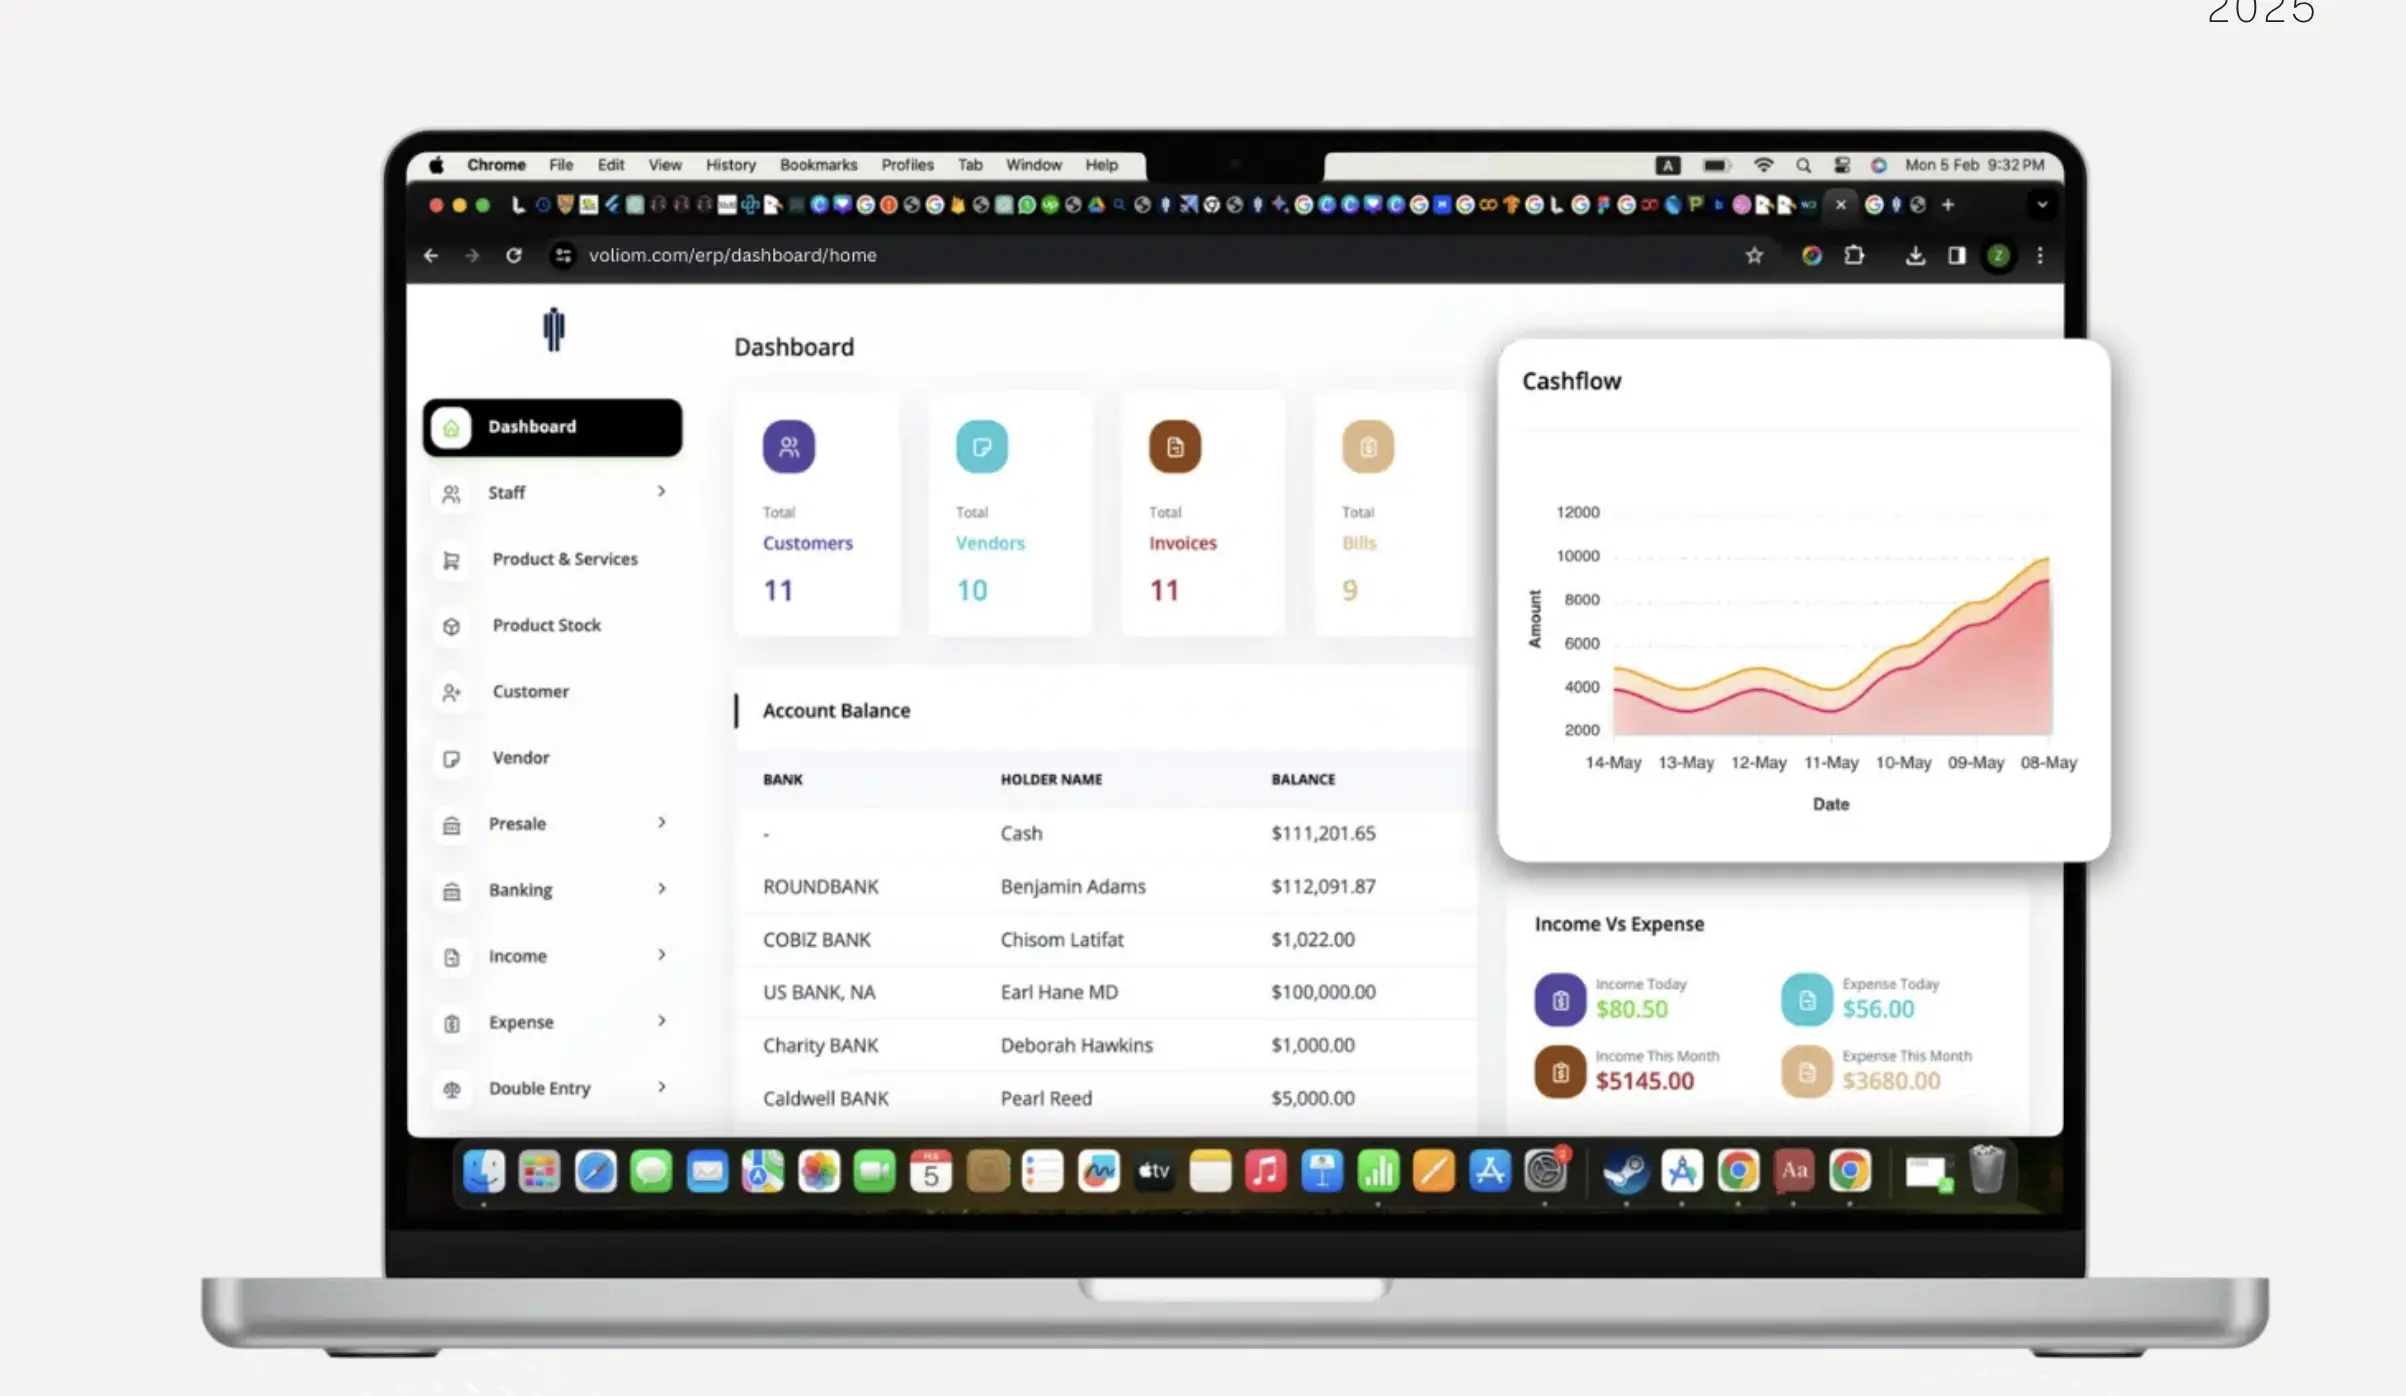 2025
Chrome File Edit View History Bookmarks Profiles Tab Window Help
A
Mon 5 Feb 9:32 PM
voliom.com/erp/dashboard/home
Z
Dashboard
Staff
Product & Services
Product Stock
Customer
Vendor
Presale
Banking
Income
Expense
Double Entry
Dashboard
Total
Customers
11
Total
Vendors
10
Total
Invoices
11
Total
Bills
9
Account Balance
BANK HOLDER NAME BALANCE
- Cash $111,201.65
ROUNDBANK Benjamin Adams $112,091.87
COBIZ BANK Chisom Latifat $1,022.00
US BANK, NA Earl Hane MD $100,000.00
Charity BANK Deborah Hawkins $1,000.00
Caldwell BANK Pearl Reed $5,000.00
Cashflow
Amount
12000
10000
8000
6000
4000
2000
14-May 13-May 12-May 11-May 10-May 09-May 08-May
Date
Income Vs Expense
Income Today
$80.50
Expense Today
$56.00
Income This Month
$5145.00
Expense This Month
$3680.00
5
tv
Aa